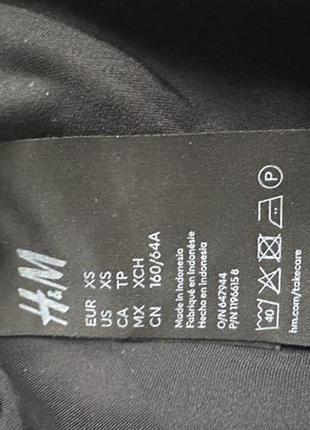 H&M
EUR XS
US XS
CA TP
MX XCH
CN 160/64A
Made in Indonesia
Fabriqué en Indonésie
Hecho en Indonesia
O/N 647944
P/N 1196615 8
40
P
hm.com/takecare